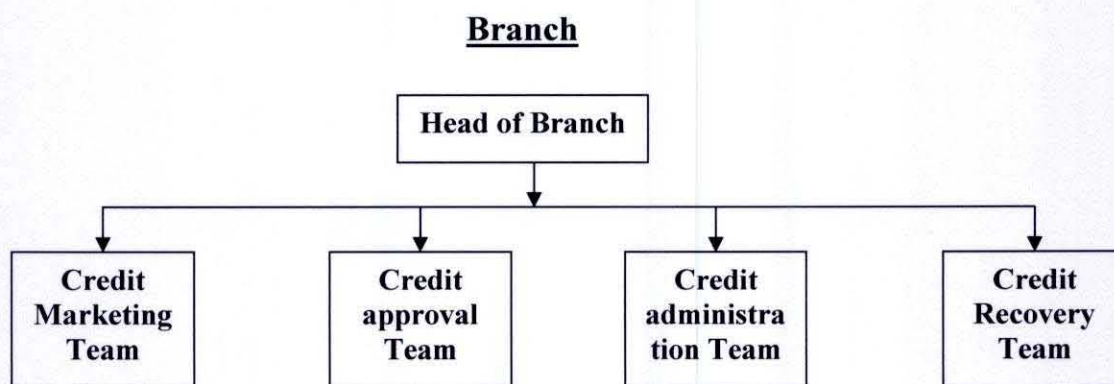 Branch
Head of Branch
Credit
Marketing
Team
Credit
approval
Team
Credit
administra
tion Team
Credit
Recovery
Team